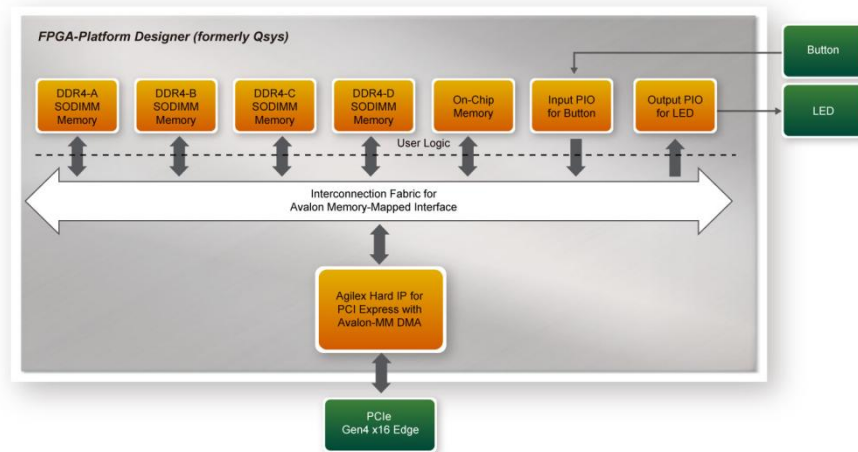 FPGA-Platform Designer (formerly Qsys)
Button
DDR4-A
SODIMM
Memory
DDR4-B
SODIMM
Memory
DDR4-C
SODIMM
Memory
DDR4-D
SODIMM
Memory
On-Chip
Memory
Input PIO
for Button
Output PIO
for LED
LED
User Logic
Interconnection Fabric for
Avalon Memory-Mapped Interface
Agilex Hard IP for
PCI Express with
Avalon-MM DMA
PCIe
Gen4 x16 Edge